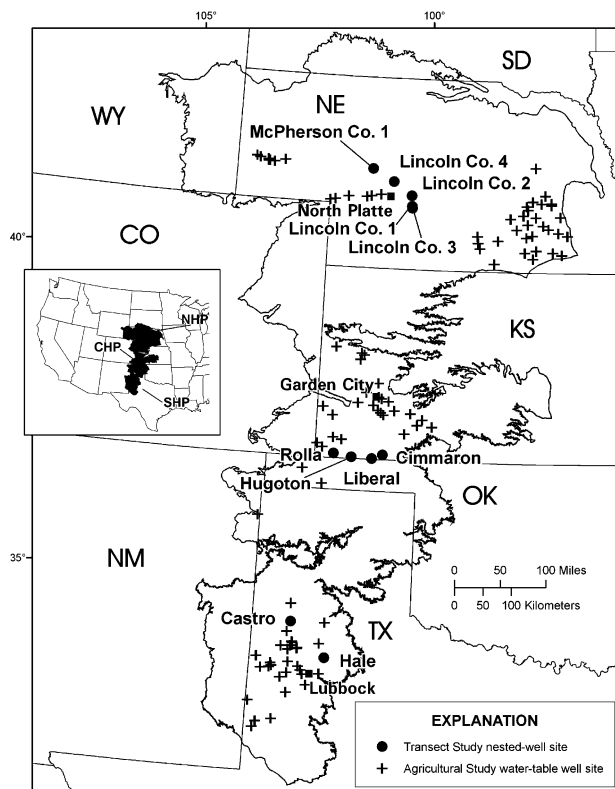 105°
100°
SD
WY
NE
McPherson Co. 1
Lincoln Co. 4
Lincoln Co. 2
North Platte
Lincoln Co. 1
Lincoln Co. 3
40°
CO
NHP
CHP
SHP
KS
Garden City
Rolla
Cimmaron
Hugoton
Liberal
OK
35°
NM
0 50 100 Miles
0 50 100 Kilometers
Castro
TX
Hale
Lubbock
EXPLANATION
Transect Study nested-well site
Agricultural Study water-table well site